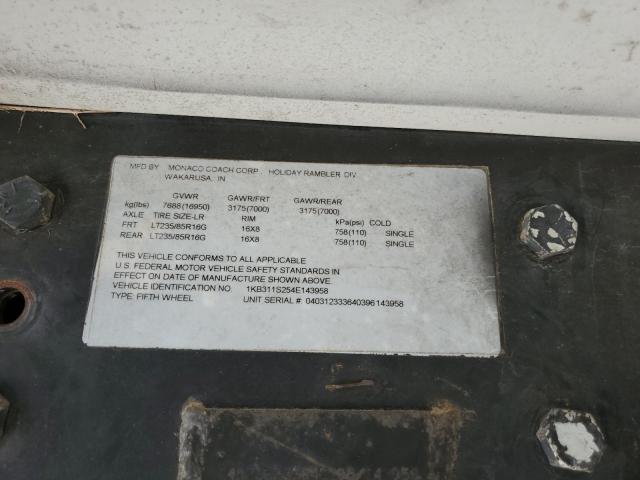 MFD BY MONACO COACH CORP. HOLIDAY RAMBLER DIV.
WAKARUSA, IN
GVWR GAWR/FRT GAWR/REAR
kg(lbs) 7688(16950) 3175(7000) 3175(7000)
AXLE TIRE SIZE-LR RIM kPa(psi) COLD
FRT LT235/85R16G 16X8 758(110) SINGLE
REAR LT235/85R16G 16X8 758(110) SINGLE
THIS VEHICLE CONFORMS TO ALL APPLICABLE
U.S. FEDERAL MOTOR VEHICLE SAFETY STANDARDS IN
EFFECT ON DATE OF MANUFACTURE SHOWN ABOVE.
VEHICLE IDENTIFICATION NO. 1KB311S254E143958
TYPE: FIFTH WHEEL UNIT SERIAL # 040312333640396143958